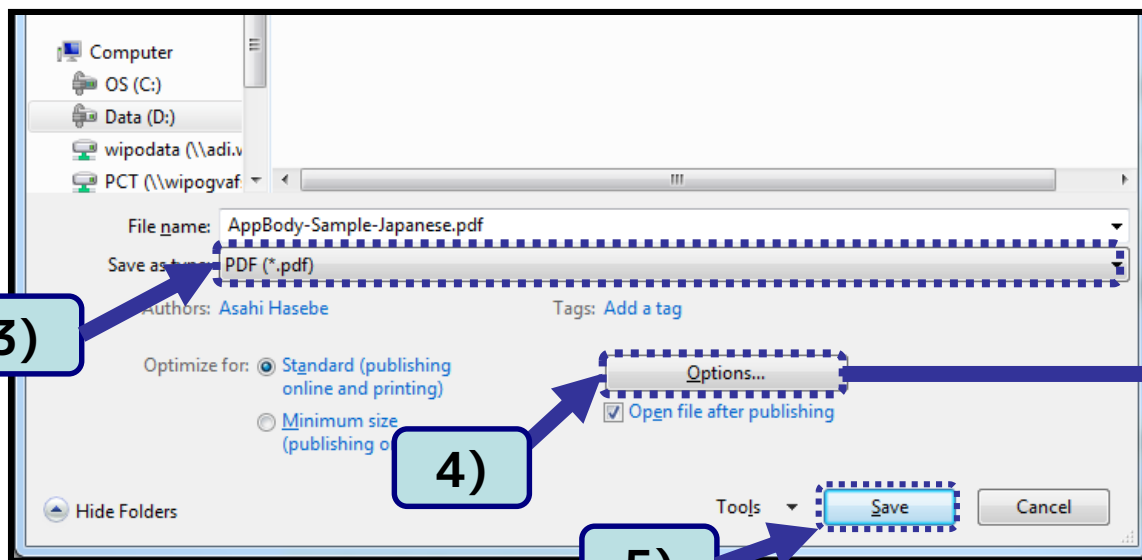 Computer
OS (C:)
Data (D:)
wipodata (\\adi.v
PCT (\\wipogvaf
File name: AppBody-Sample-Japanese.pdf
Save as type: PDF (*.pdf)
3)
Authors: Asahi Hasebe Tags: Add a tag
Optimize for: Standard (publishing
online and printing)
Options...
Minimum size
(publishing o
Open file after publishing
4)
Hide Folders
Tools Save Cancel
5)